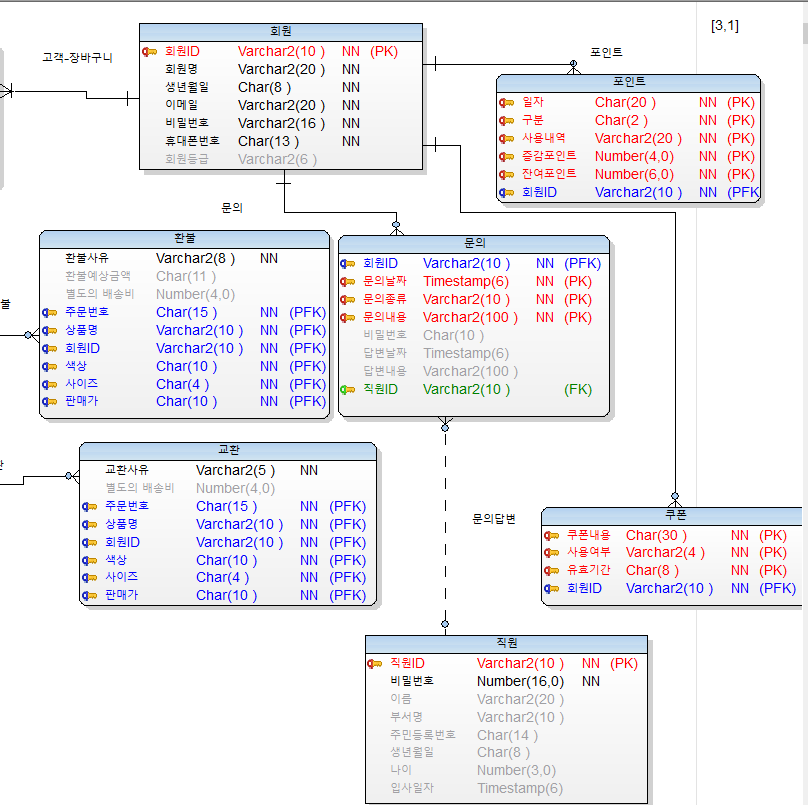 [3,1]
고객-장바구니
회원
회원ID Varchar2(10 ) NN (PK)
회원명 Varchar2(20 ) NN
생년월일 Char(8 ) NN
이메일 Varchar2(20 ) NN
비밀번호 Varchar2(16 ) NN
휴대폰번호 Char(13 ) NN
회원등급 Varchar2(6 )
포인트
포인트
일자 Char(20 ) NN (PK)
구분 Char(2 ) NN (PK)
사용내역 Varchar2(20 ) NN (PK)
증감포인트 Number(4,0) NN (PK)
잔여포인트 Number(6,0) NN (PK)
회원ID Varchar2(10 ) NN (PFK
문의
환불
환불사유 Varchar2(8 ) NN
환불예상금액 Char(11 )
별도의 배송비 Number(4,0)
주문번호 Char(15 ) NN (PFK)
상품명 Varchar2(10 ) NN (PFK)
회원ID Varchar2(10 ) NN (PFK)
색상 Char(10 ) NN (PFK)
사이즈 Char(4 ) NN (PFK)
판매가 Char(10 ) NN (PFK)
불
문의
회원ID Varchar2(10 ) NN (PFK)
문의날짜 Timestamp(6) NN (PK)
문의종류 Varchar2(10 ) NN (PK)
문의내용 Varchar2(100 ) NN (PK)
비밀번호 Char(10 )
답변날짜 Timestamp(6)
답변내용 Varchar2(100 )
직원ID Varchar2(10 ) (FK)
교환
교환사유 Varchar2(5 ) NN
별도의 배송비 Number(4,0)
주문번호 Char(15 ) NN (PFK)
상품명 Varchar2(10 ) NN (PFK)
회원ID Varchar2(10 ) NN (PFK)
색상 Char(10 ) NN (PFK)
사이즈 Char(4 ) NN (PFK)
판매가 Char(10 ) NN (PFK)
문의답변
쿠폰
쿠폰내용 Char(30 ) NN (PK)
사용여부 Varchar2(4 ) NN (PK)
유효기간 Char(8 ) NN (PK)
회원ID Varchar2(10 ) NN (PFK)
직원
직원ID Varchar2(10 ) NN (PK)
비밀번호 Number(16,0) NN
이름 Varchar2(20 )
부서명 Varchar2(10 )
주민등록번호 Char(14 )
생년월일 Char(8 )
나이 Number(3,0)
입사일자 Timestamp(6)